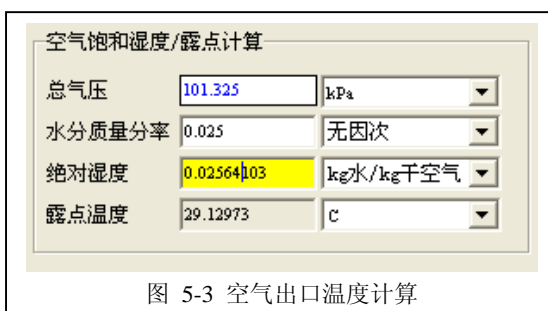 空气饱和湿度/露点计算
总气压 101.325 kPa
水分质量分率 0.025 无因次
绝对湿度 0.02564103 kg水/kg干空气
露点温度 29.12973 C
图 5-3 空气出口温度计算